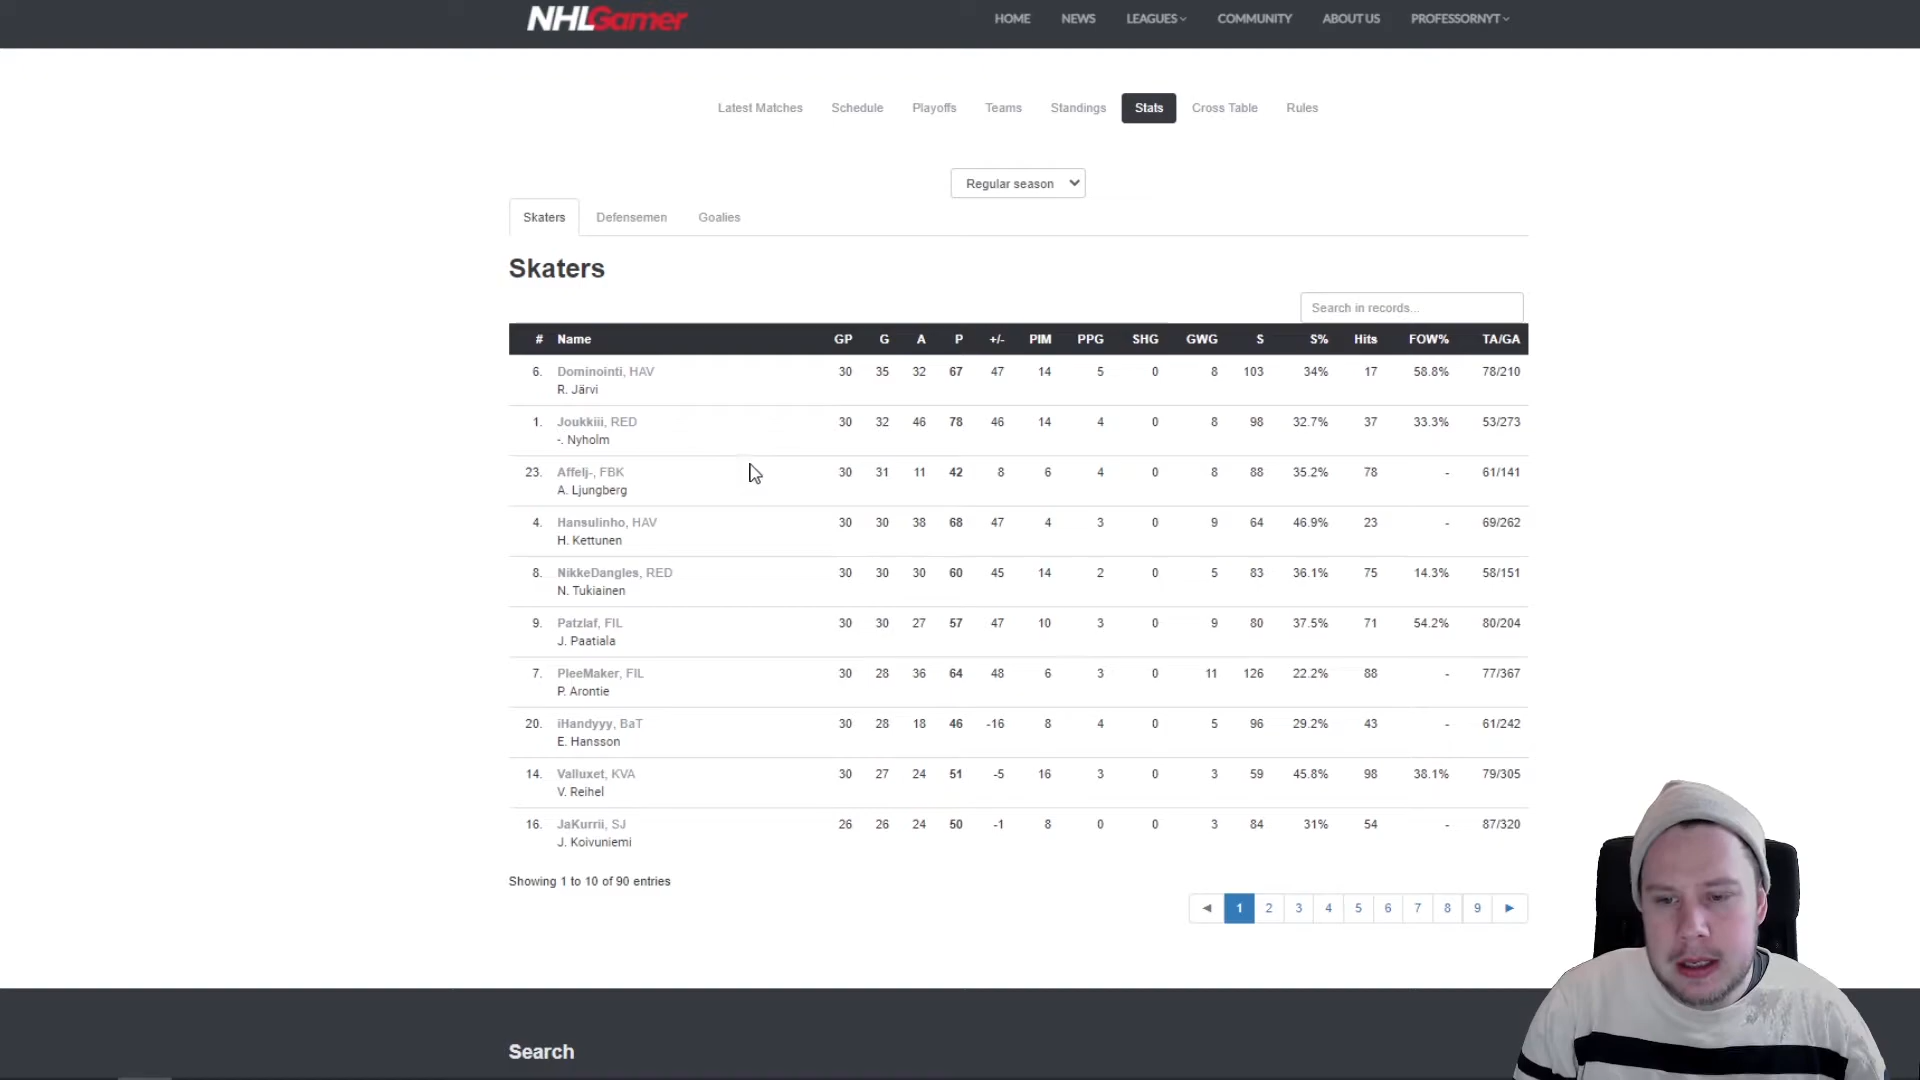 NHLGamer HOME NEWS LEAGUES COMMUNITY ABOUT US PROFESSORNYT
Latest Matches Schedule Playoffs Teams Standings Stats Cross Table Rules
Regular season
Skaters Defensemen Goalies
Skaters
Search in records...
# Name GP G A P +/- PIM PPG SHG GWG S S% Hits FOW% TA/GA
6. Dominointi, HAV 30 35 32 67 47 14 5 0 8 103 34% 17 58.8% 78/210
R. Järvi
1. Joukkiii, RED 30 32 46 78 46 14 4 0 8 98 32.7% 37 33.3% 53/273
-. Nyholm
23. Affelj-, FBK 30 31 11 42 8 6 4 0 8 88 35.2% 78 - 61/141
A. Ljungberg
4. Hansulinho, HAV 30 30 38 68 47 4 3 0 9 64 46.9% 23 - 69/262
H. Kettunen
8. NikkeDangles, RED 30 30 30 60 45 14 2 0 5 83 36.1% 75 14.3% 58/151
N. Tukiainen
9. Patzlaf, FIL 30 30 27 57 47 10 3 0 9 80 37.5% 71 54.2% 80/204
J. Paatiala
7. PleeMaker, FIL 30 28 36 64 48 6 3 0 11 126 22.2% 88 - 77/367
P. Arontie
20. iHandyyy, BaT 30 28 18 46 -16 8 4 0 5 96 29.2% 43 - 61/242
E. Hansson
14. Valluxet, KVA 30 27 24 51 -5 16 3 0 3 59 45.8% 98 38.1% 79/305
V. Reihel
16. JaKurrii, SJ 26 26 24 50 -1 8 0 0 3 84 31% 54 - 87/320
J. Koivuniemi
Showing 1 to 10 of 90 entries
◄ 1 2 3 4 5 6 7 8 9 ►
Search